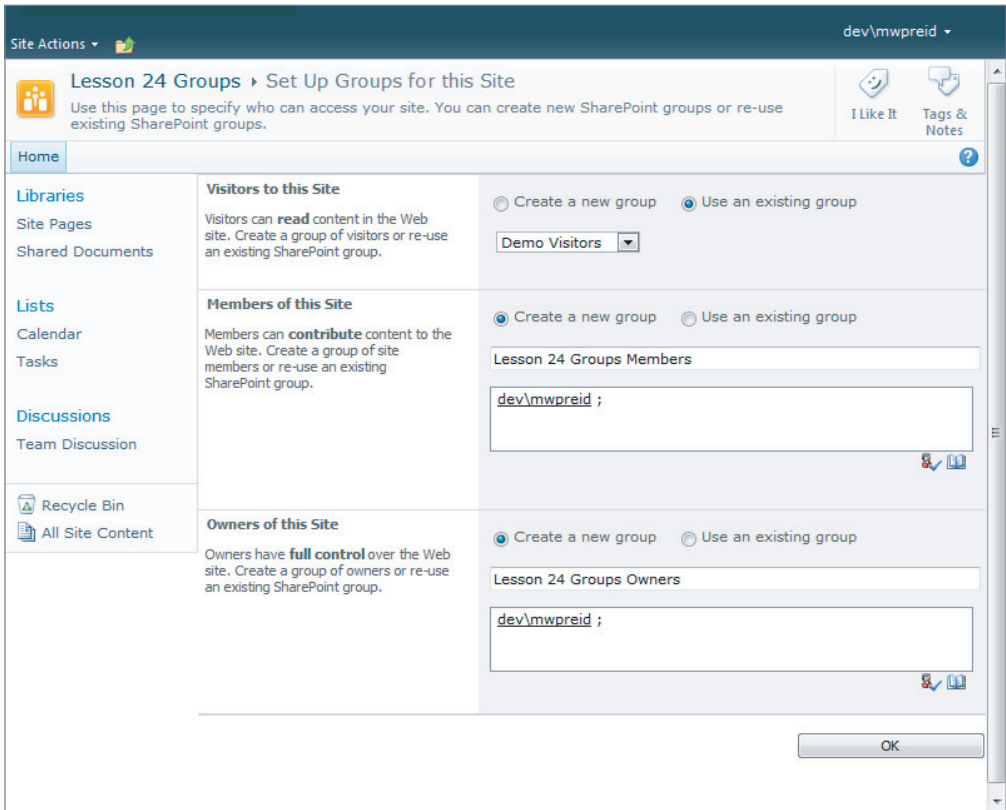 dev\mwpreid
Site Actions
Lesson 24 Groups ▸ Set Up Groups for this Site
Use this page to specify who can access your site. You can create new SharePoint groups or re-use
existing SharePoint groups.
I Like It
Tags &
Notes
Home
Libraries
Site Pages
Shared Documents
Lists
Calendar
Tasks
Discussions
Team Discussion
Recycle Bin
All Site Content
Visitors to this Site
Visitors can read content in the Web
site. Create a group of visitors or re-use
an existing SharePoint group.
Create a new group Use an existing group
Demo Visitors
Members of this Site
Members can contribute content to the
Web site. Create a group of site
members or re-use an existing
SharePoint group.
Create a new group Use an existing group
Lesson 24 Groups Members
dev\mwpreid ;
Owners of this Site
Owners have full control over the Web
site. Create a group of owners or re-use
an existing SharePoint group.
Create a new group Use an existing group
Lesson 24 Groups Owners
dev\mwpreid ;
OK